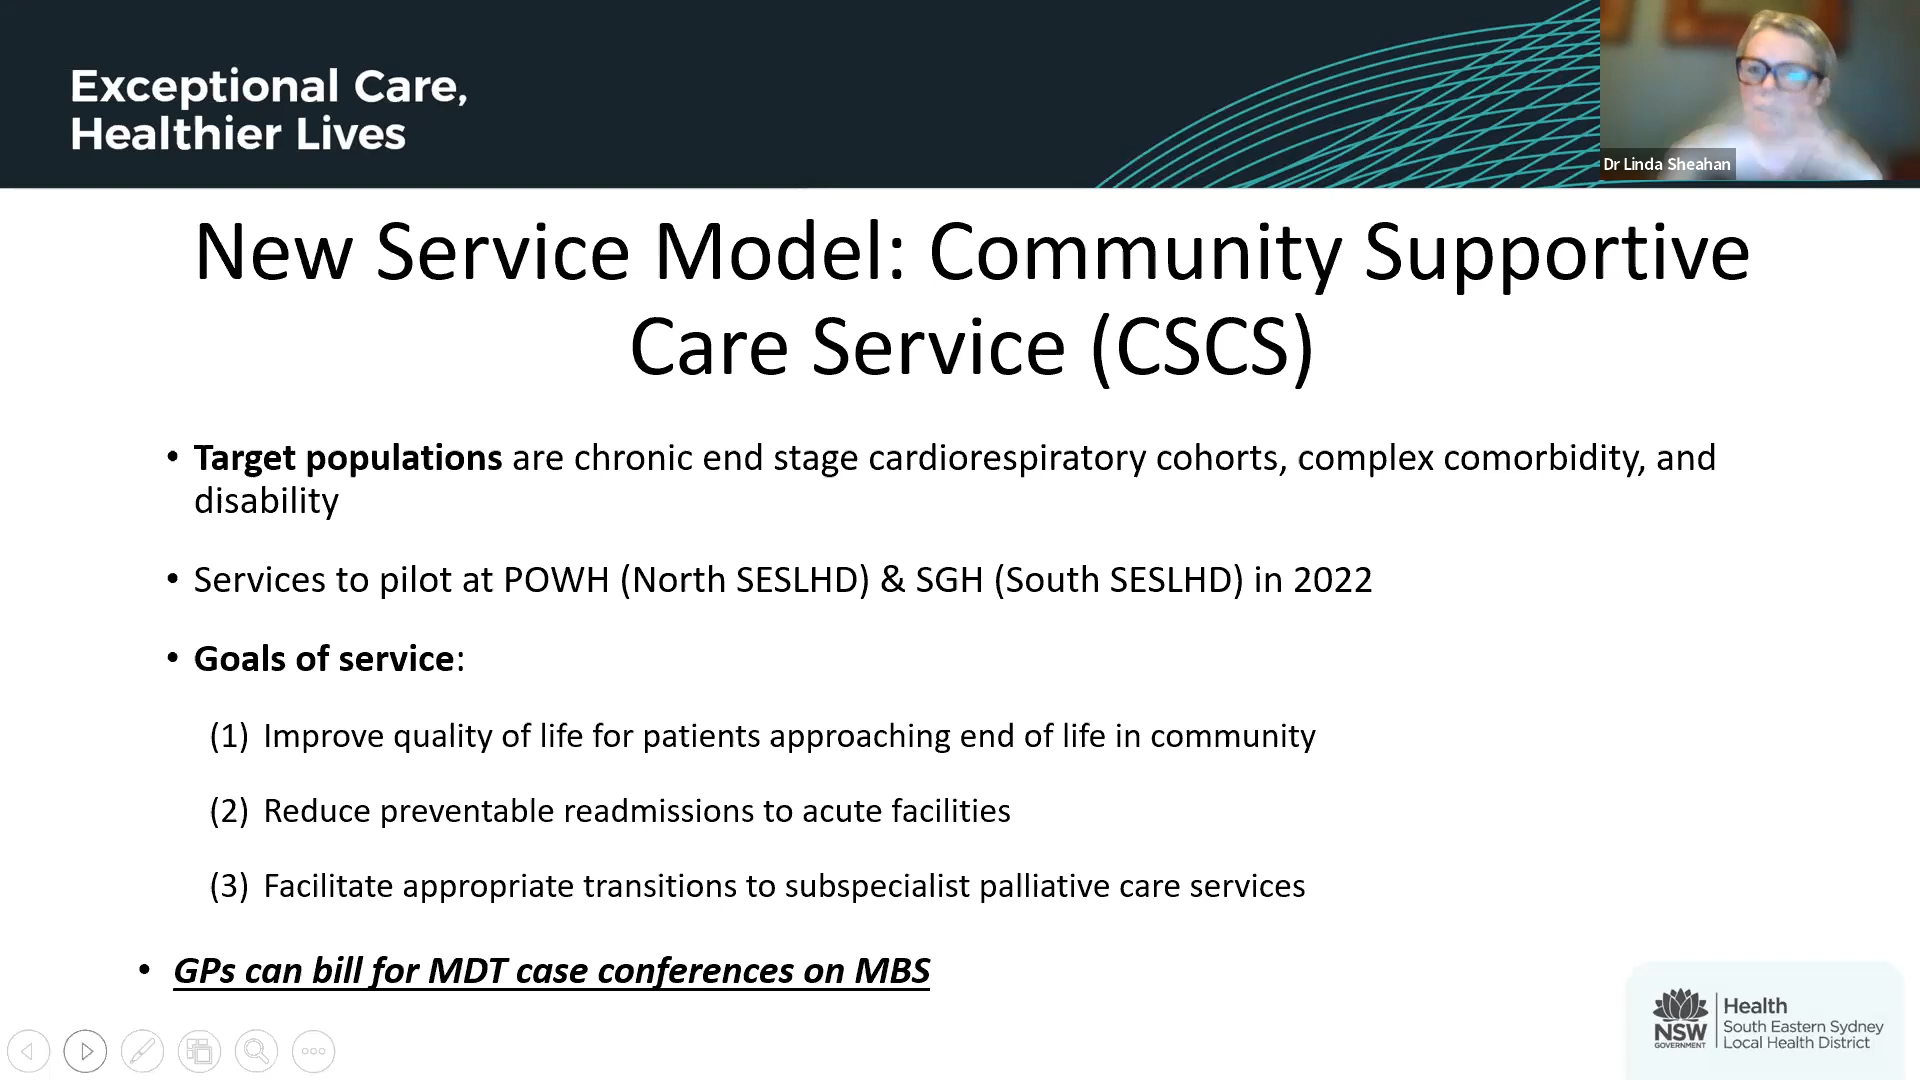 Exceptional Care,
Healthier Lives
Dr Linda Sheahan
New Service Model: Community Supportive
Care Service (CSCS)
• Target populations are chronic end stage cardiorespiratory cohorts, complex comorbidity, and
disability
• Services to pilot at POWH (North SESLHD) & SGH (South SESLHD) in 2022
• Goals of service:
(1) Improve quality of life for patients approaching end of life in community
(2) Reduce preventable readmissions to acute facilities
(3) Facilitate appropriate transitions to subspecialist palliative care services
• GPs can bill for MDT case conferences on MBS
NSW
GOVERNMENT
Health
South Eastern Sydney
Local Health District